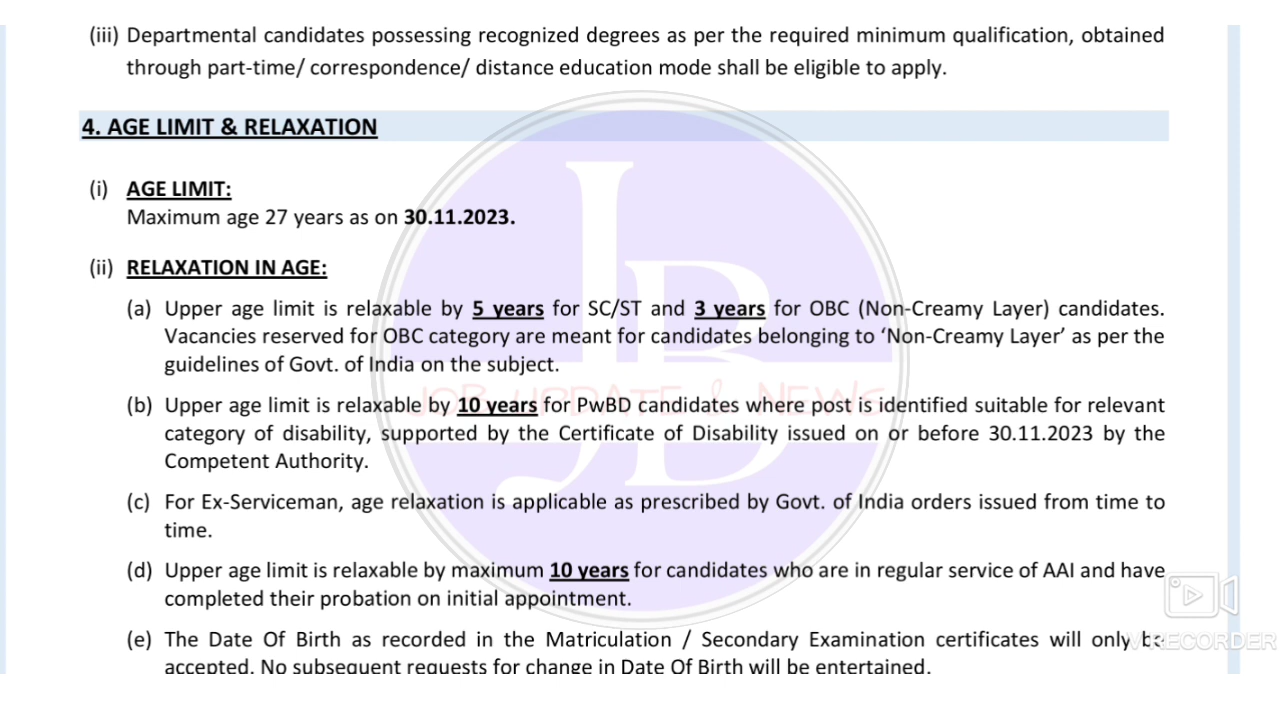 (iii) Departmental candidates possessing recognized degrees as per the required minimum qualification, obtained
through part-time/ correspondence/ distance education mode shall be eligible to apply.
4. AGE LIMIT & RELAXATION
(i) AGE LIMIT:
Maximum age 27 years as on 30.11.2023.
(ii) RELAXATION IN AGE:
(a) Upper age limit is relaxable by 5 years for SC/ST and 3 years for OBC (Non-Creamy Layer) candidates.
Vacancies reserved for OBC category are meant for candidates belonging to ‘Non-Creamy Layer’ as per the
guidelines of Govt. of India on the subject.
JOB UPDATE & NEWS
(b) Upper age limit is relaxable by 10 years for PwBD candidates where post is identified suitable for relevant
category of disability, supported by the Certificate of Disability issued on or before 30.11.2023 by the
Competent Authority.
(c) For Ex-Serviceman, age relaxation is applicable as prescribed by Govt. of India orders issued from time to
time.
(d) Upper age limit is relaxable by maximum 10 years for candidates who are in regular service of AAI and have
completed their probation on initial appointment.
(e) The Date Of Birth as recorded in the Matriculation / Secondary Examination certificates will only be
accepted. No subsequent requests for change in Date Of Birth will be entertained.
JB
VRECORDER